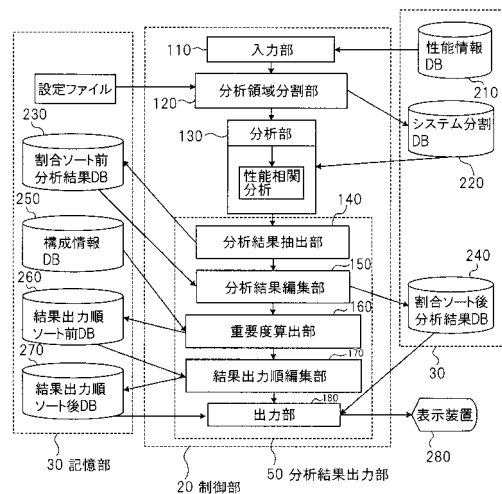 110
入力部
性能情報
DB
210
設定ファイル
分析領域分割部
120
230
130
分析部
システム分割
DB
220
割合ソート前
分析結果DB
性能相関
分析
140
250
分析結果抽出部
240
構成情報
DB
150
分析結果編集部
260
160
割合ソート後
分析結果DB
結果出力順
ソート前DB
重要度算出部
270
170
結果出力順編集部
30
結果出力順
ソート後DB
180
出力部
表示装置
280
30 記憶部
50 分析結果出力部
20 制御部